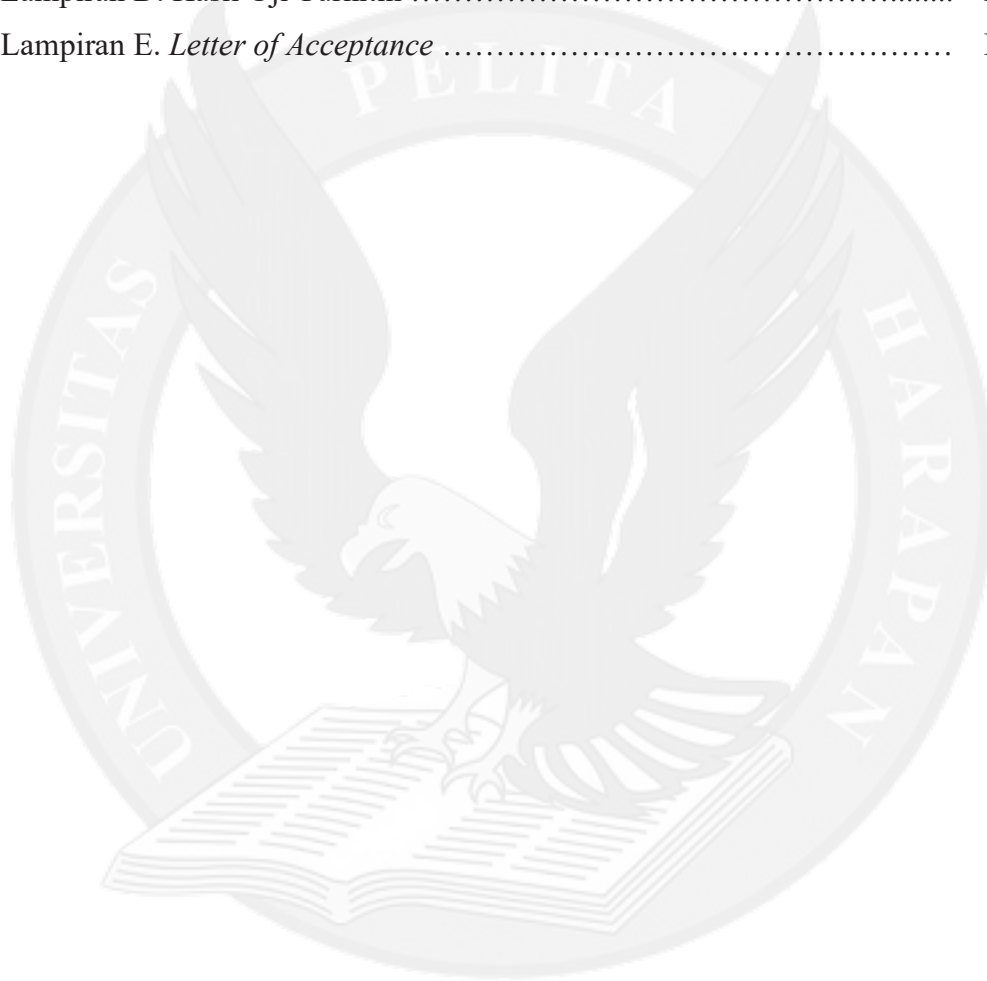 Lampiran E. Letter of Acceptance ……………………………………………
PELITA
UNIVERSITAS
HARAPAN